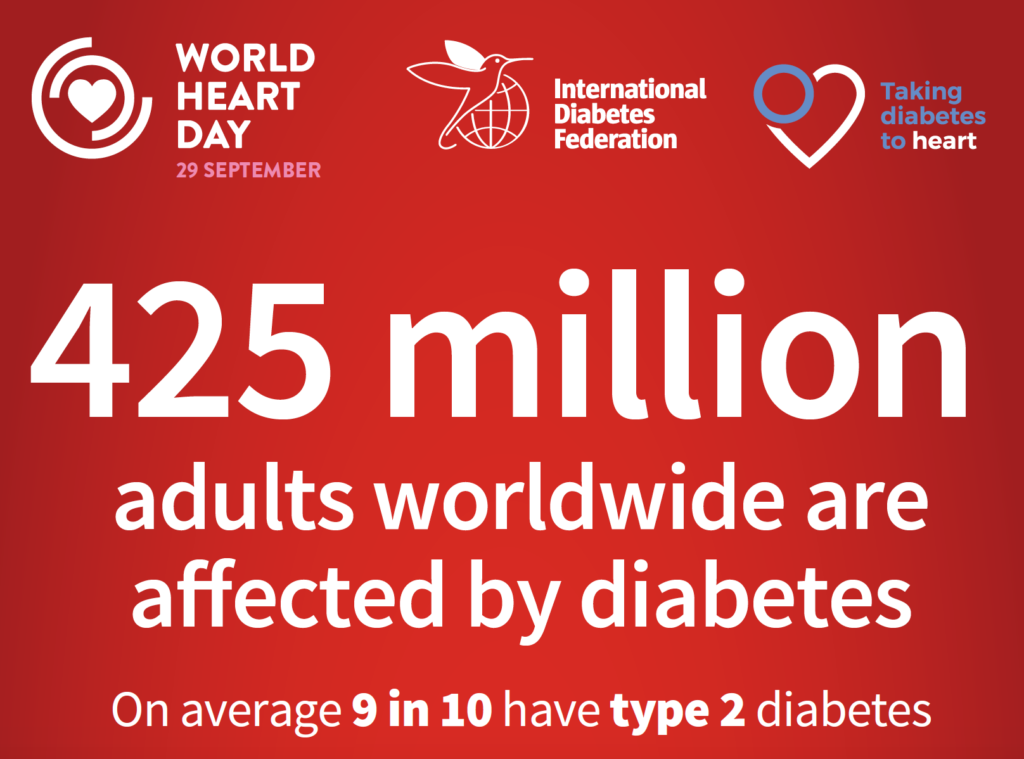 WORLD
HEART
DAY
29 SEPTEMBER
International
Diabetes
Federation
Taking
diabetes
to heart
425 million
adults worldwide are
affected by diabetes
On average 9 in 10 have type 2 diabetes